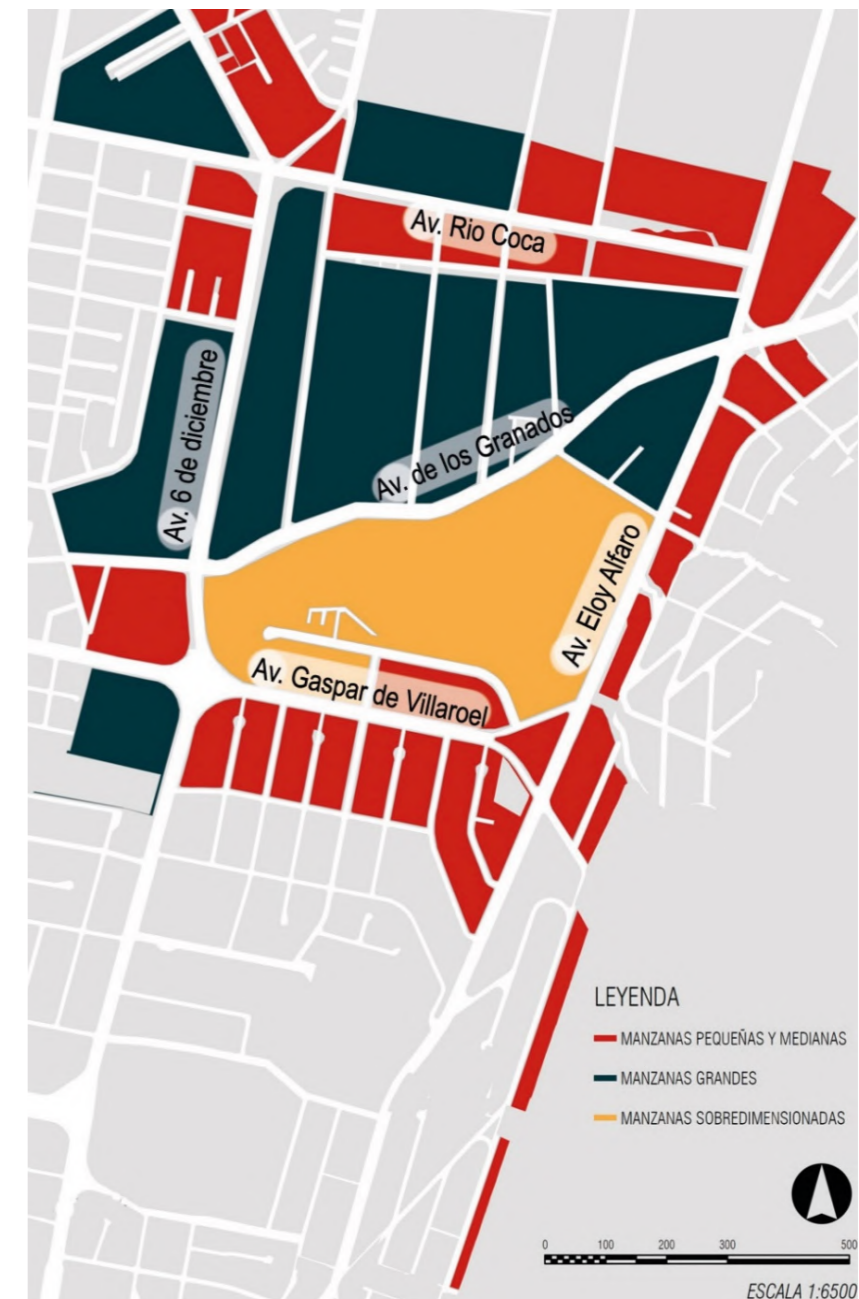 Av. Rio Coca
Av. 6 de diciembre
Av. de los Granados
Av. Eloy Alfaro
Av. Gaspar de Villaroel
LEYENDA
MANZANAS PEQUEÑAS Y MEDIANAS
MANZANAS GRANDES
MANZANAS SOBREDIMENSIONADAS
0 100 200 300 500
ESCALA 1:6500